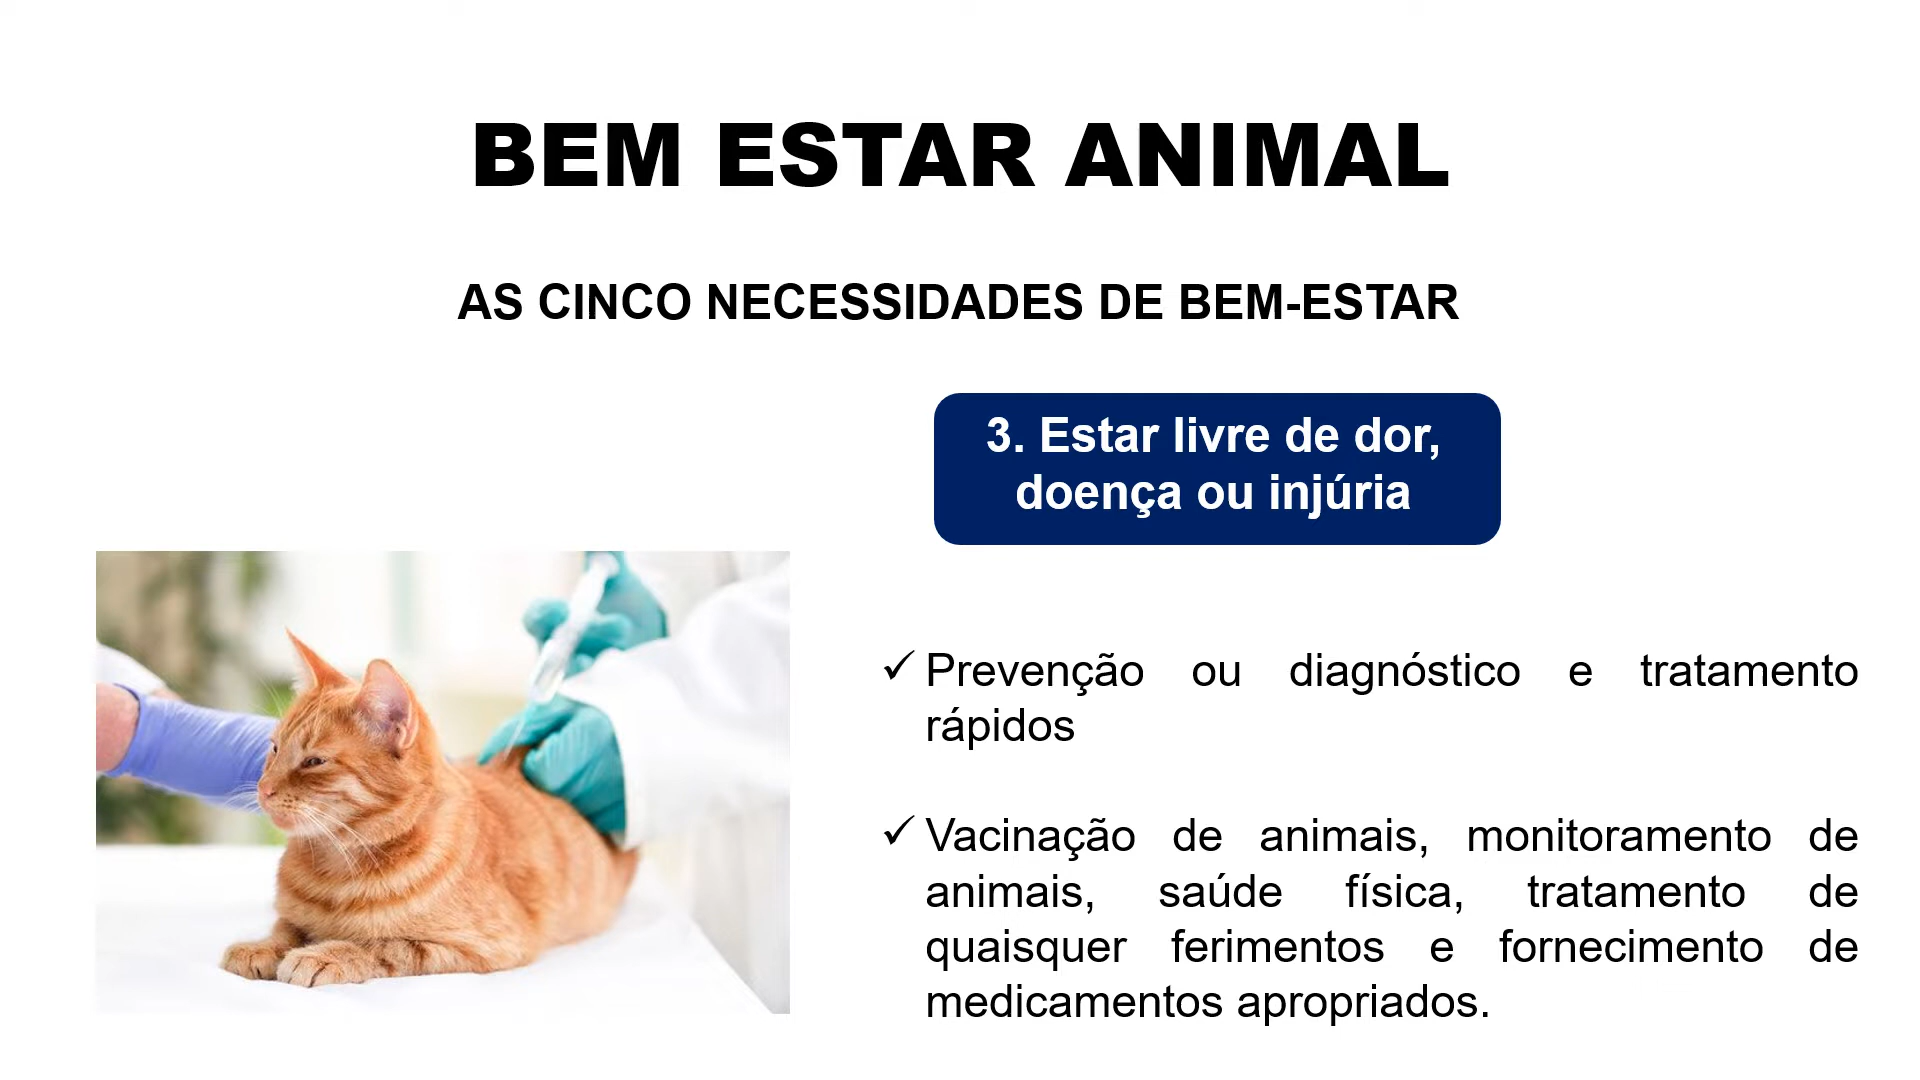 BEM ESTAR ANIMAL
AS CINCO NECESSIDADES DE BEM-ESTAR
3. Estar livre de dor,
doença ou injúria
✓ Prevenção ou diagnóstico e tratamento
rápidos
✓ Vacinação de animais, monitoramento de
animais, saúde física, tratamento de
quaisquer ferimentos e fornecimento de
medicamentos apropriados.